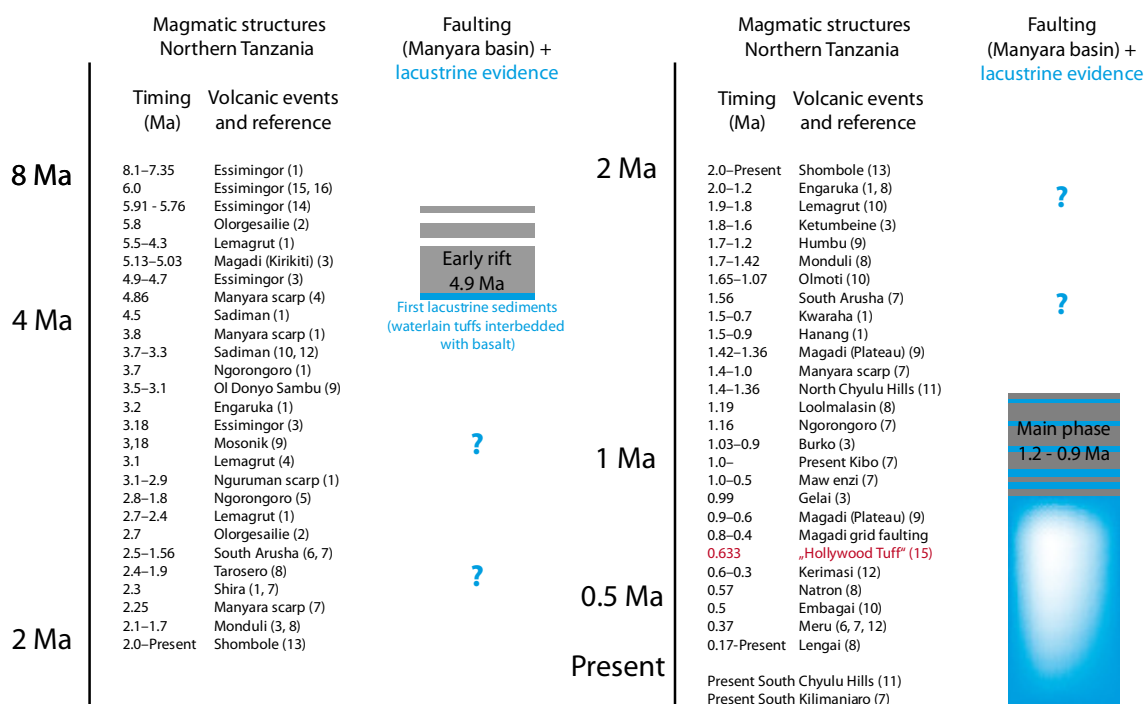 Magmatic structures
Northern Tanzania
Faulting
(Manyara basin) +
lacustrine evidence
Timing
(Ma)
Volcanic events
and reference
8 Ma
4 Ma
2 Ma
8.1–7.35 Essimingor (1)
6.0 Essimingor (15, 16)
5.91 - 5.76 Essimingor (14)
5.8 Olorgesailie (2)
5.5–4.3 Lemagrut (1)
5.13–5.03 Magadi (Kirikiti) (3)
4.9–4.7 Essimingor (3)
4.86 Manyara scarp (4)
4.5 Sadiman (1)
3.8 Manyara scarp (1)
3.7–3.3 Sadiman (10, 12)
3.7 Ngorongoro (1)
3.5–3.1 Ol Donyo Sambu (9)
3.2 Engaruka (1)
3.18 Essimingor (3)
3,18 Mosonik (9)
3.1 Lemagrut (4)
3.1–2.9 Nguruman scarp (1)
2.8–1.8 Ngorongoro (5)
2.7–2.4 Lemagrut (1)
2.7 Olorgesailie (2)
2.5–1.56 South Arusha (6, 7)
2.4–1.9 Tarosero (8)
2.3 Shira (1, 7)
2.25 Manyara scarp (7)
2.1–1.7 Monduli (3, 8)
2.0–Present Shombole (13)
Early rift
4.9 Ma
First lacustrine sediments
(waterlain tuffs interbedded
with basalt)
?
?
Magmatic structures
Northern Tanzania
Faulting
(Manyara basin) +
lacustrine evidence
Timing
(Ma)
Volcanic events
and reference
2 Ma
1 Ma
0.5 Ma
Present
2.0–Present Shombole (13)
2.0–1.2 Engaruka (1, 8)
1.9–1.8 Lemagrut (10)
1.8–1.6 Ketumbeine (3)
1.7–1.2 Humbu (9)
1.7–1.42 Monduli (8)
1.65–1.07 Olmoti (10)
1.56 South Arusha (7)
1.5–0.7 Kwaraha (1)
1.5–0.9 Hanang (1)
1.42–1.36 Magadi (Plateau) (9)
1.4–1.0 Manyara scarp (7)
1.4–1.36 North Chyulu Hills (11)
1.19 Loolmalasin (8)
1.16 Ngorongoro (7)
1.03–0.9 Burko (3)
1.0– Present Kibo (7)
1.0–0.5 Maw enzi (7)
0.99 Gelai (3)
0.9–0.6 Magadi (Plateau) (9)
0.8–0.4 Magadi grid faulting
0.633 „Hollywood Tuff“ (15)
0.6–0.3 Kerimasi (12)
0.57 Natron (8)
0.5 Embagai (10)
0.37 Meru (6, 7, 12)
0.17-Present Lengai (8)
Present South Chyulu Hills (11)
Present South Kilimanjaro (7)
?
?
Main phase
1.2 - 0.9 Ma